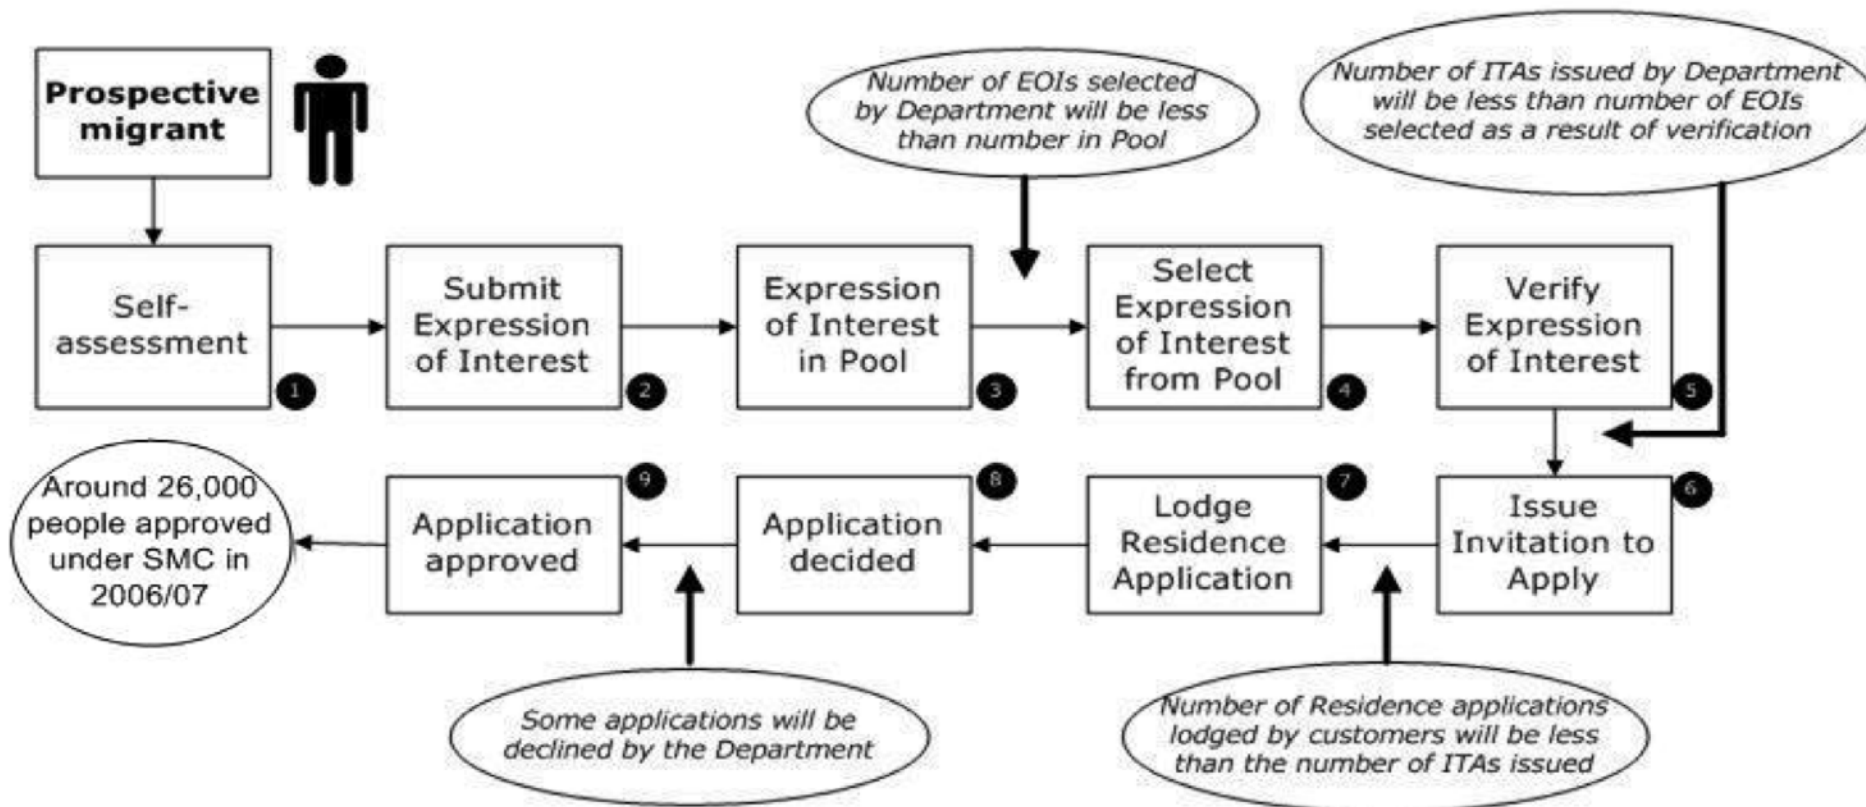 Prospective
migrant
Number of EOIs selected
by Department will be less
than number in Pool
Number of ITAs issued by Department
will be less than number of EOIs
selected as a result of verification
Self-
assessment
1
Submit
Expression
of Interest
2
Expression
of Interest
in Pool
3
Select
Expression
of Interest
from Pool
4
Verify
Expression
of Interest
5
Issue
Invitation to
Apply
6
Lodge
Residence
Application
7
Application
decided
8
Application
approved
9
Around 26,000
people approved
under SMC in
2006/07
Some applications will be
declined by the Department
Number of Residence applications
lodged by customers will be less
than the number of ITAs issued